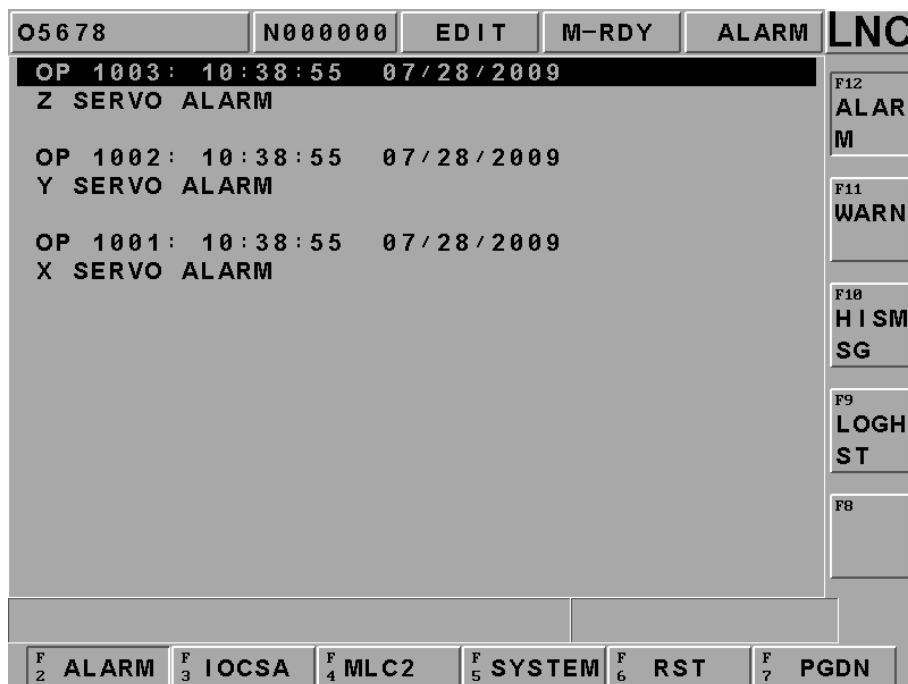 O5678 N000000 EDIT M-RDY ALARM LNC
OP 1003: 10:38:55 07/28/2009
Z SERVO ALARM
OP 1002: 10:38:55 07/28/2009
Y SERVO ALARM
OP 1001: 10:38:55 07/28/2009
X SERVO ALARM
F12
ALAR
M
F11
WARN
F10
HISM
SG
F9
LOGH
ST
F8
F2 ALARM F3 IOCSA F4 MLC2 F5 SYSTEM F6 RST F7 PGDN